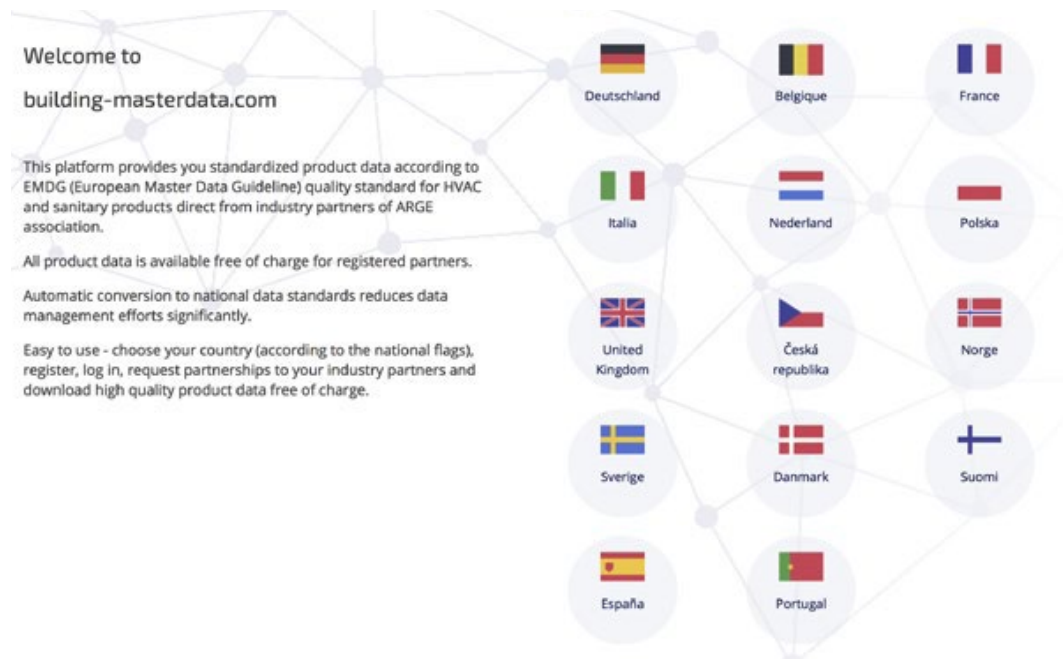 Welcome to
building-masterdata.com
This platform provides you standardized product data according to
EMDG (European Master Data Guideline) quality standard for HVAC
and sanitary products direct from industry partners of ARGE
association.
All product data is available free of charge for registered partners.
Automatic conversion to national data standards reduces data
management efforts significantly.
Easy to use - choose your country (according to the national flags),
register, log in, request partnerships to your industry partners and
download high quality product data free of charge.
Deutschland
Belgique
France
Italia
Nederland
Polska
United
Kingdom
Česká
republika
Norge
Sverige
Danmark
Suomi
España
Portugal